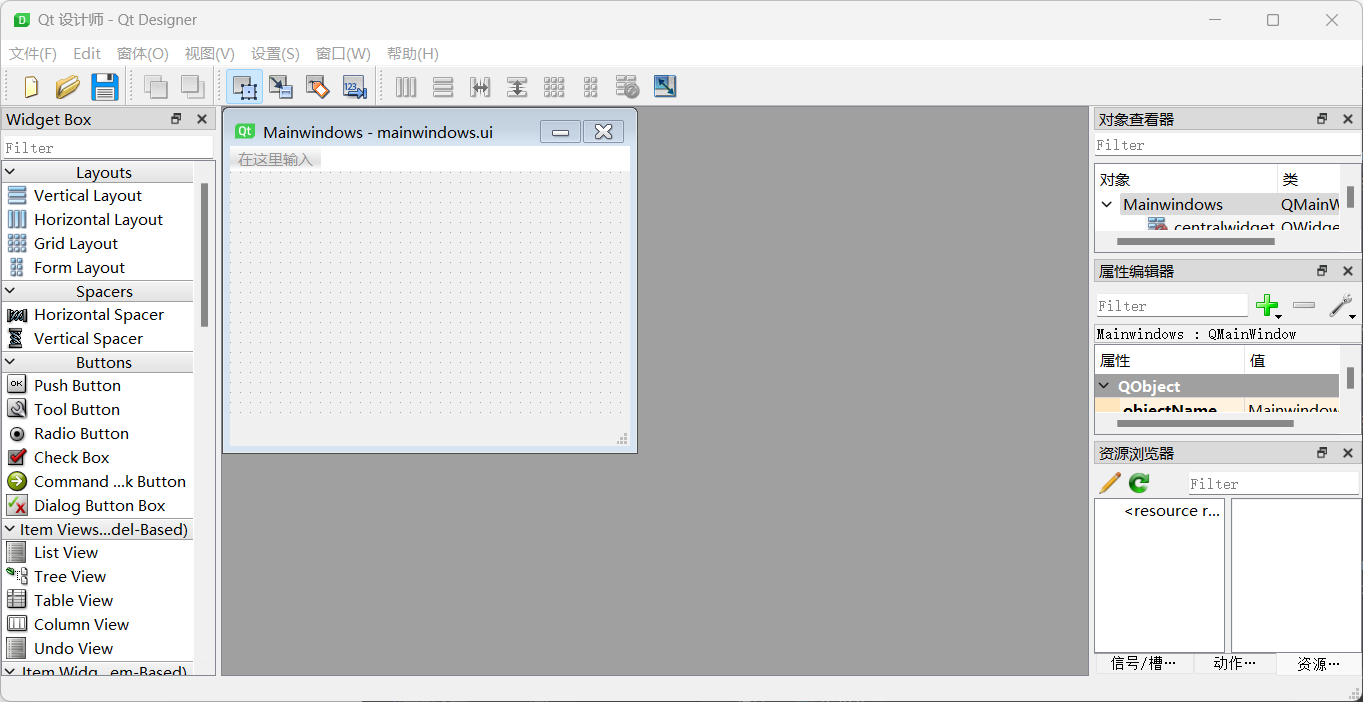 Qt 设计师 - Qt Designer
文件(F) Edit 窗体(O) 视图(V) 设置(S) 窗口(W) 帮助(H)
123
Widget Box
Filter
Layouts
Vertical Layout
Horizontal Layout
Grid Layout
Form Layout
Spacers
Horizontal Spacer
Vertical Spacer
Buttons
OK Push Button
Tool Button
Radio Button
Check Box
Command ...k Button
Dialog Button Box
Item Views...del-Based)
List View
Tree View
Table View
Column View
Undo View
Item Widg...em-Based)
Qt Mainwindows - mainwindows.ui
在这里输入
对象查看器
Filter
对象 类
Mainwindows QMainW
centralwidget QWidge
属性编辑器
Filter
Mainwindows : QMainWindow
属性 值
QObject
objectName Mainwindow
资源浏览器
Filter
<resource r...
信号/槽… 动作… 资源…